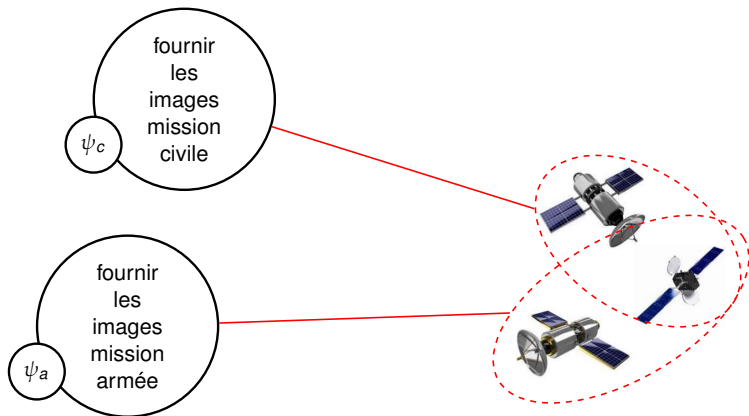 fournir
les
images
mission
civile
ψc
fournir
les
images
mission
armée
ψa